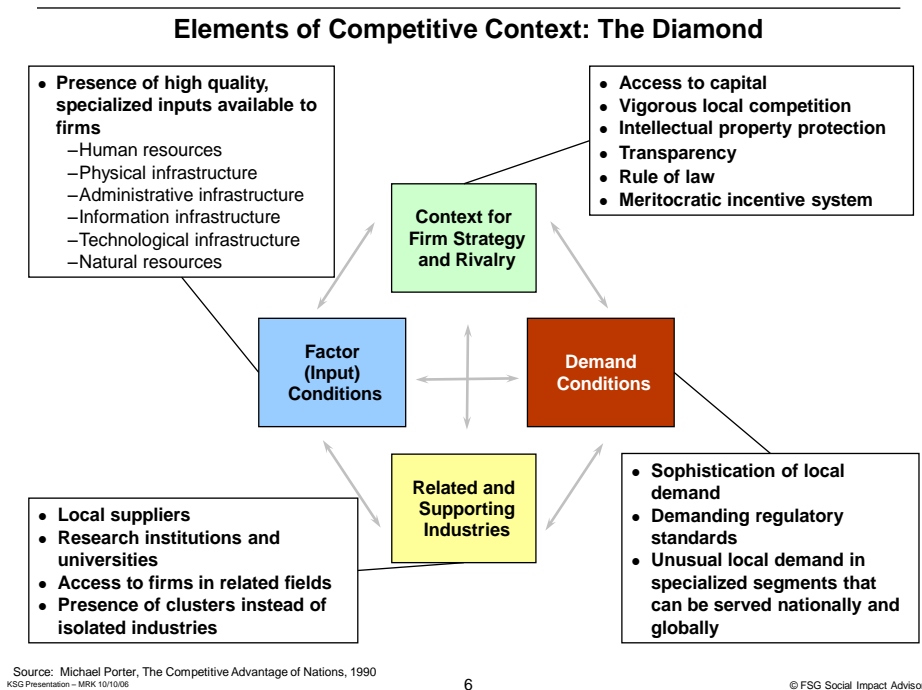 Elements of Competitive Context: The Diamond
● Presence of high quality,
specialized inputs available to
firms
–Human resources
–Physical infrastructure
–Administrative infrastructure
–Information infrastructure
–Technological infrastructure
–Natural resources
● Access to capital
● Vigorous local competition
● Intellectual property protection
● Transparency
● Rule of law
● Meritocratic incentive system
Context for
Firm Strategy
and Rivalry
Factor
(Input)
Conditions
Demand
Conditions
Related and
Supporting
Industries
● Local suppliers
● Research institutions and
universities
● Access to firms in related fields
● Presence of clusters instead of
isolated industries
● Sophistication of local
demand
● Demanding regulatory
standards
● Unusual local demand in
specialized segments that
can be served nationally and
globally
Source: Michael Porter, The Competitive Advantage of Nations, 1990
KSG Presentation – MRK 10/10/06
6
© FSG Social Impact Adviso